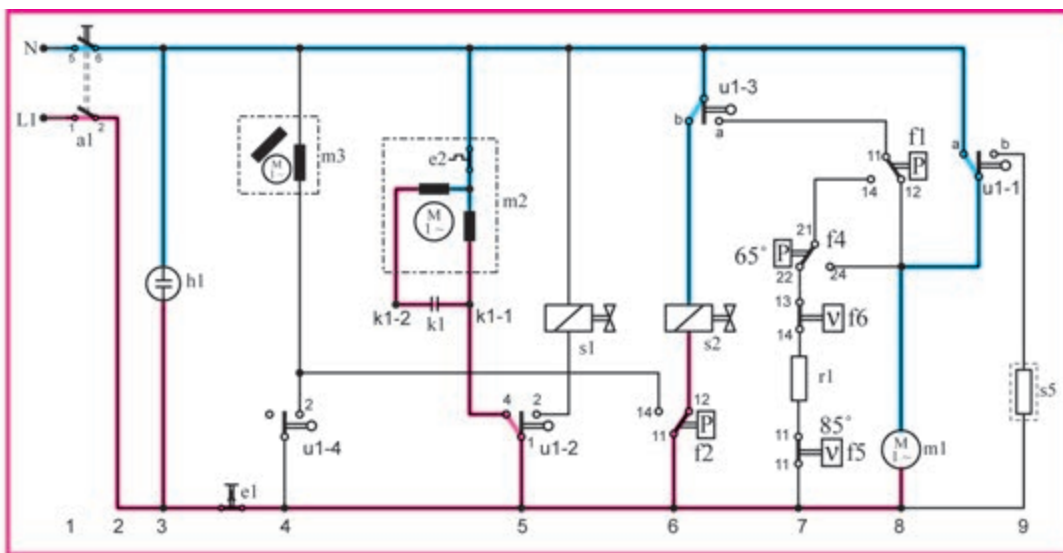 N
5 6
L1
1 2
a1
h1
m3
M
1~
e2
m2
M
1~
k1-2
k1
k1-1
s1
u1-3
b
a
f1
P
11
14
12
a
b
u1-1
21
f4
65°
P
22
24
13
V
f6
14
s2
r1
s5
2
u1-4
4
2
1
u1-2
14
12
11
P
f2
85°
11
V
f5
11
M
1~
m1
e1
1 2 3 4 5 6 7 8 9